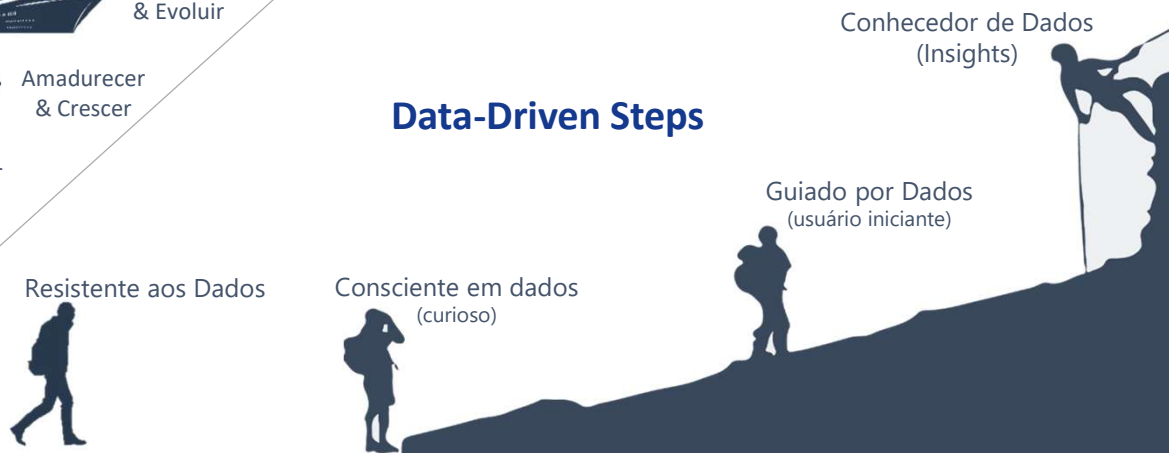 & Evoluir
Amadurecer
& Crescer
Data-Driven Steps
Conhecedor de Dados
(Insights)
Guiado por Dados
(usuário iniciante)
Resistente aos Dados
Consciente em dados
(curioso)